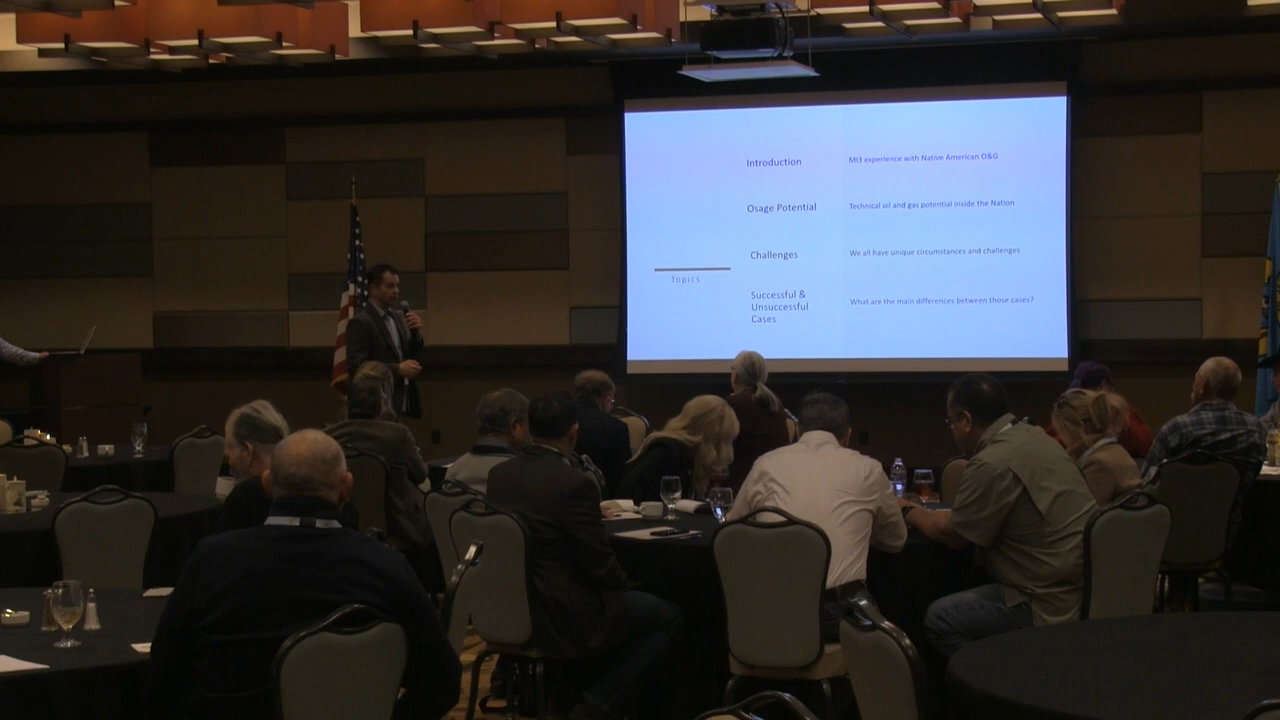 Topics
Introduction
MI3 experience with Native American O&G
Osage Potential
Technical oil and gas potential inside the Nation
Challenges
We all have unique circumstances and challenges
Successful &
Unsuccessful
Cases
What are the main differences between those cases?